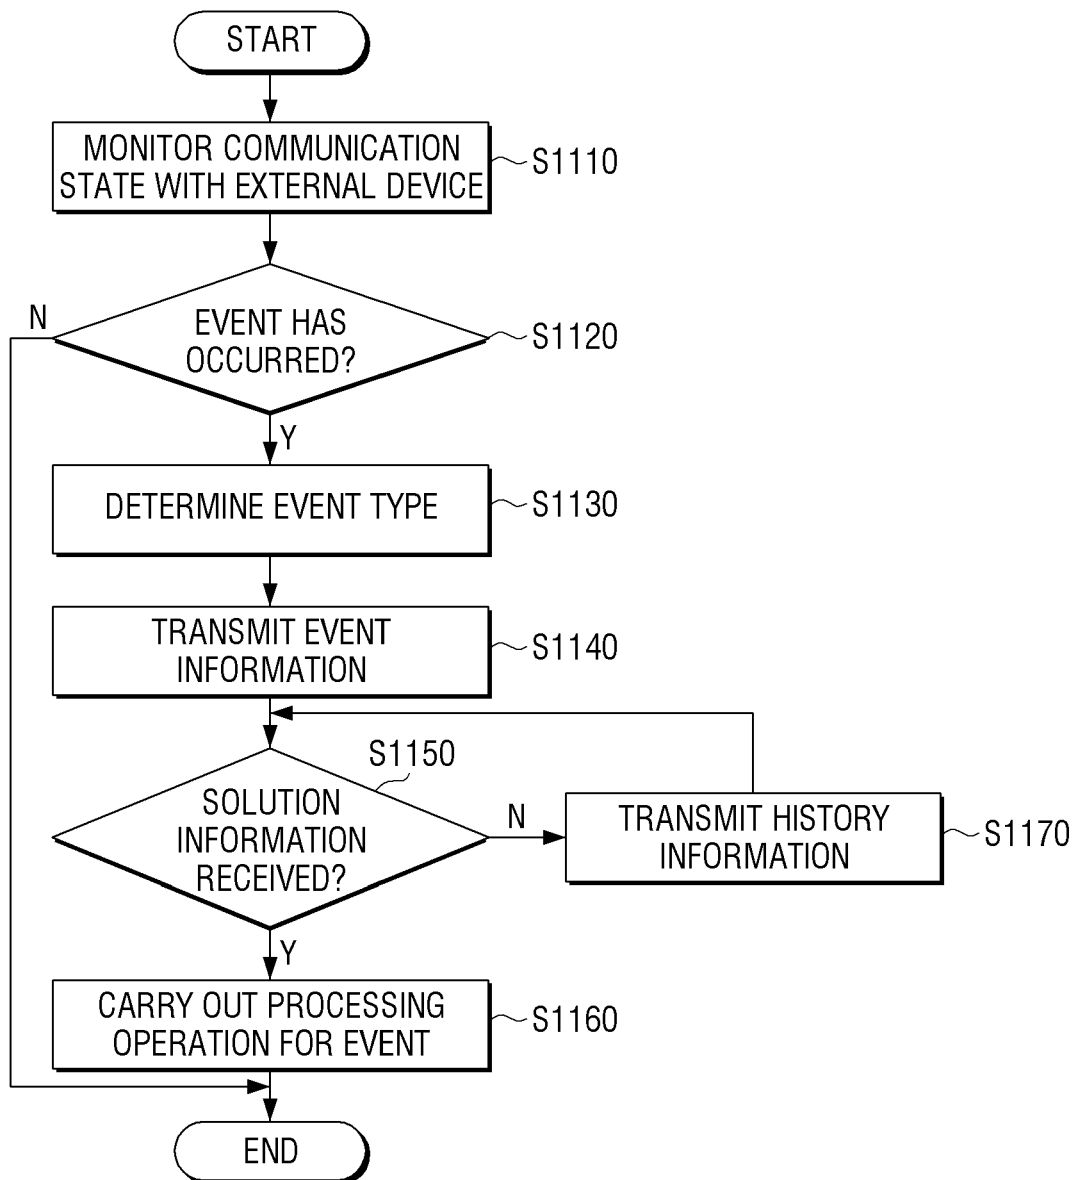 START
MONITOR COMMUNICATION
STATE WITH EXTERNAL DEVICE
S1110
N
EVENT HAS
OCCURRED?
S1120
Y
DETERMINE EVENT TYPE
S1130
TRANSMIT EVENT
INFORMATION
S1140
S1150
SOLUTION
INFORMATION
RECEIVED?
N
TRANSMIT HISTORY
INFORMATION
S1170
Y
CARRY OUT PROCESSING
OPERATION FOR EVENT
S1160
END